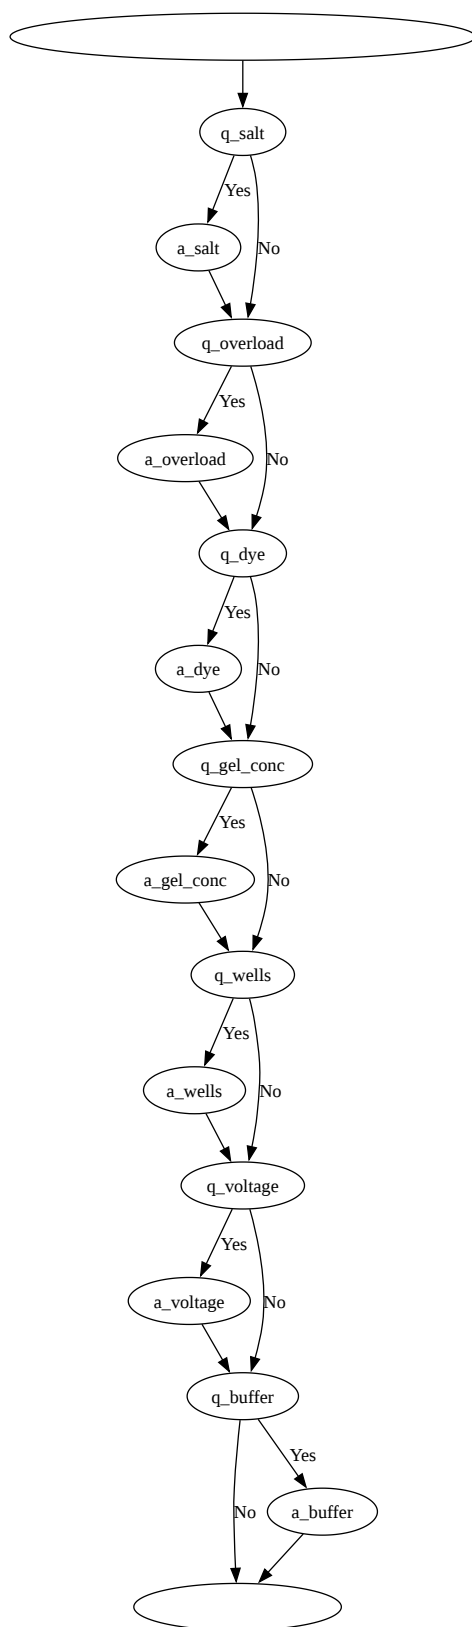 q_salt
Yes
a_salt
No
q_overload
Yes
a_overload
No
q_dye
Yes
a_dye
No
q_gel_conc
Yes
a_gel_conc
No
q_wells
Yes
a_wells
No
q_voltage
Yes
a_voltage
No
q_buffer
Yes
No
a_buffer